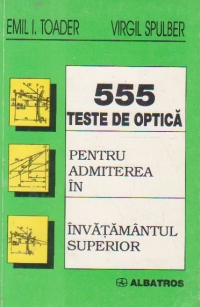 EMIL I. TOADER VIRGIL SPULBER
555
TESTE DE OPTICĂ
PENTRU
ADMITEREA
ÎN
ÎNVĂȚĂMÂNTUL
SUPERIOR
ALBATROS